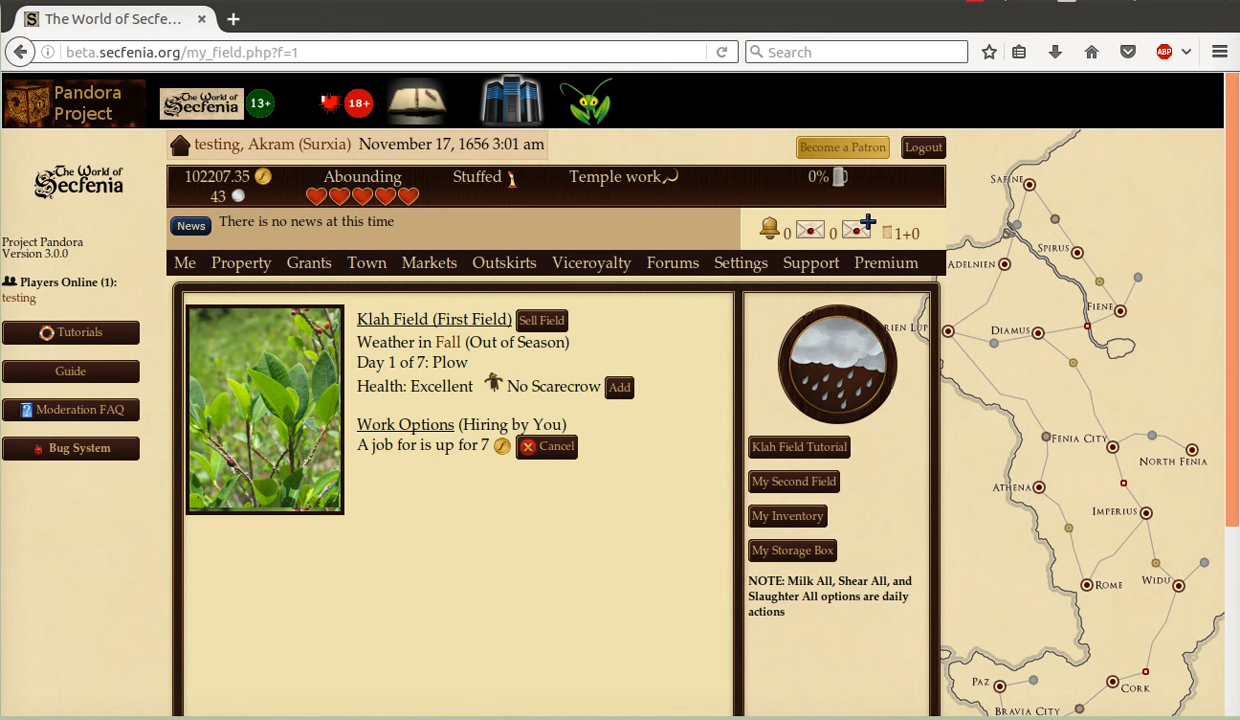 The World of Secfe...
beta.secfenia.org/my_field.php?f=1
Search
ABP
Pandora
Project
The World of
Secfenia
13+
18+
testing, Akram (Surxia) November 17, 1656 3:01 am
Become a Patron
Logout
The World of
Secfenia
102207.35
Abounding
Stuffed
Temple work
0%
43
News
There is no news at this time
0
0
1+0
Me
Property
Grants
Town
Markets
Outskirts
Viceroyalty
Forums
Settings
Support
Premium
Project Pandora
Version 3.0.0
Players Online (1):
testing
Tutorials
Guide
Moderation FAQ
Bug System
Klah Field (First Field)
Sell Field
Weather in Fall (Out of Season)
Day 1 of 7: Plow
Health: Excellent
No Scarecrow
Add
Work Options (Hiring by You)
A job for is up for 7
Cancel
Klah Field Tutorial
My Second Field
My Inventory
My Storage Box
NOTE: Milk All, Shear All, and
Slaughter All options are daily
actions
Safine
Spirus
Adelnien
Fiene
Diamus
Fenia City
North Fenia
Athena
Imperius
Rome
Widu
Paz
Cork
Bravia City